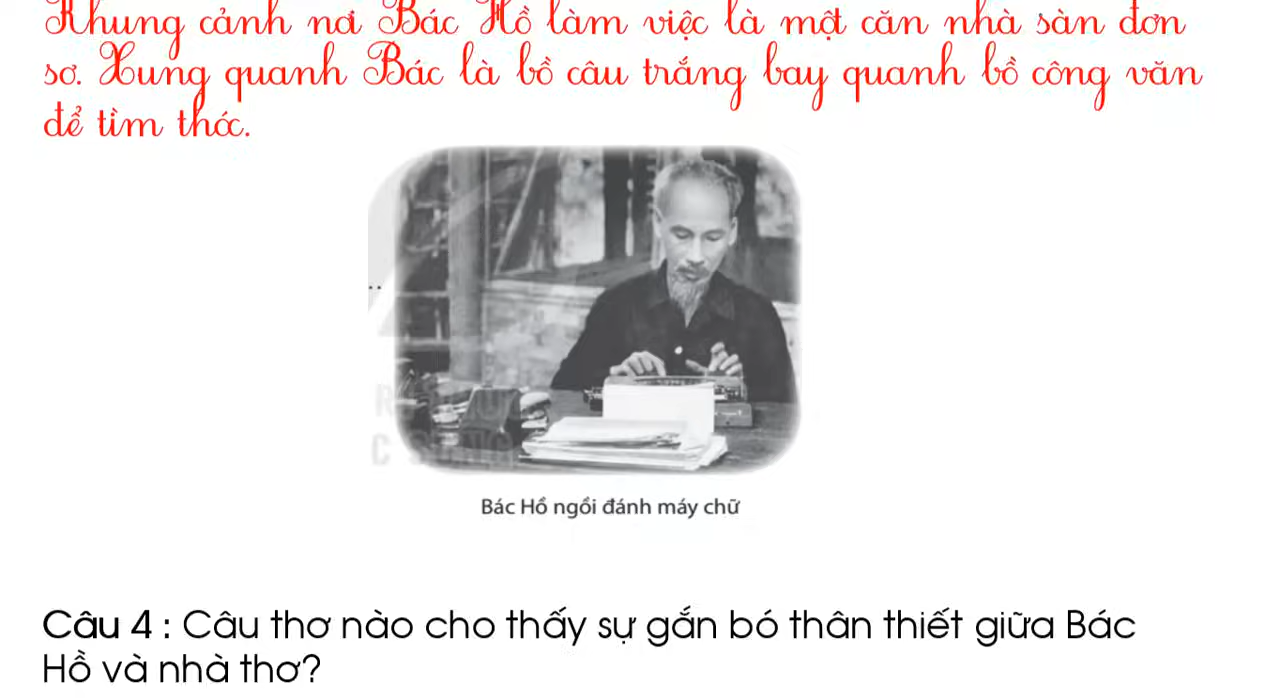 Khung cảnh nơi Bác Hồ làm việc là một căn nhà sàn đơn
sơ. Xung quanh Bác là bồ câu trắng bay quanh bồ công văn
để tìm thóc.
Bác Hồ ngồi đánh máy chữ
Câu 4 : Câu thơ nào cho thấy sự gắn bó thân thiết giữa Bác
Hồ và nhà thơ?